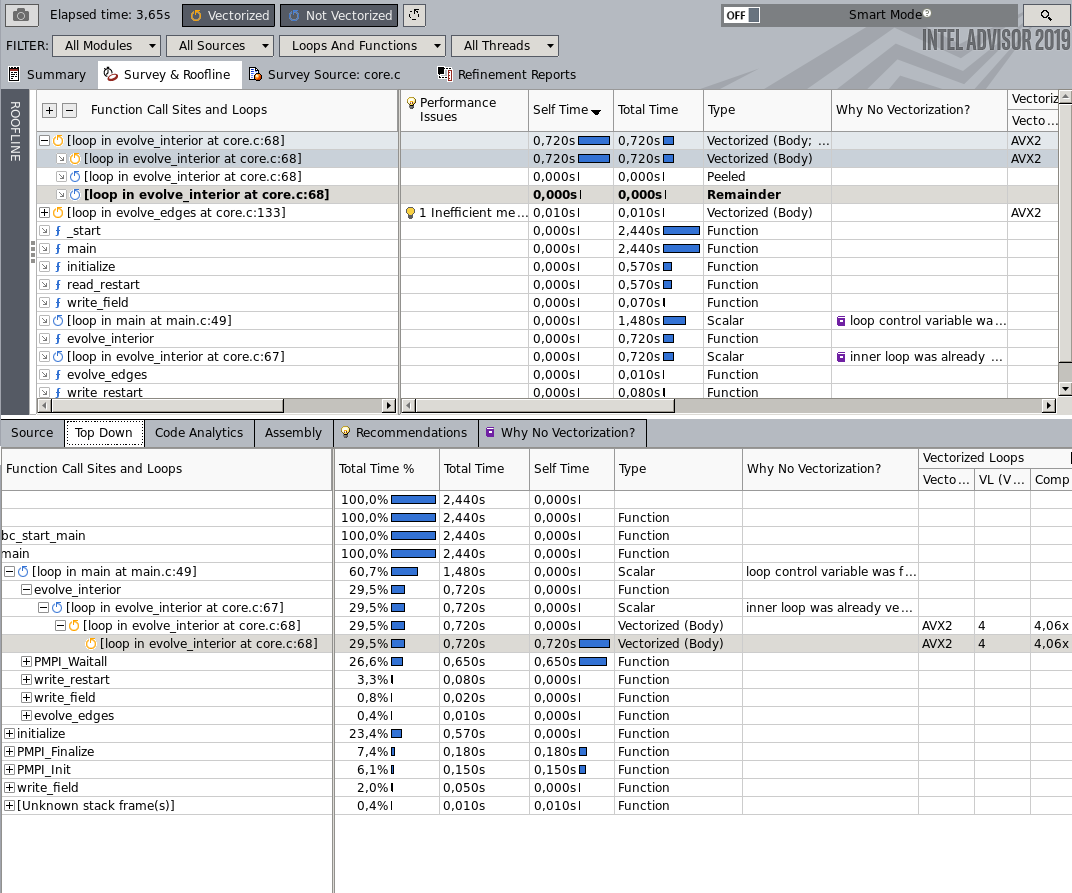 Elapsed time: 3,65s Vectorized Not Vectorized OFF Smart Mode?
FILTER: All Modules All Sources Loops And Functions All Threads INTEL ADVISOR 2019
Summary Survey & Roofline Survey Source: core.c Refinement Reports
ROOFLINE
+ − Function Call Sites and Loops Performance Issues Self Time Total Time Type Why No Vectorization? Vectoriz
Vecto...
[loop in evolve_interior at core.c:68] 0,720s 0,720s Vectorized (Body; ... AVX2
[loop in evolve_interior at core.c:68] 0,720s 0,720s Vectorized (Body) AVX2
[loop in evolve_interior at core.c:68] 0,000s 0,000s Peeled
[loop in evolve_interior at core.c:68] 0,000s 0,000s Remainder
[loop in evolve_edges at core.c:133] 1 Inefficient me... 0,010s 0,010s Vectorized (Body) AVX2
f _start 0,000s 2,440s Function
f main 0,000s 2,440s Function
f initialize 0,000s 0,570s Function
f read_restart 0,000s 0,570s Function
f write_field 0,000s 0,070s Function
[loop in main at main.c:49] 0,000s 1,480s Scalar loop control variable wa...
f evolve_interior 0,000s 0,720s Function
[loop in evolve_interior at core.c:67] 0,000s 0,720s Scalar inner loop was already ...
f evolve_edges 0,000s 0,010s Function
f write_restart 0,000s 0,080s Function
Source Top Down Code Analytics Assembly Recommendations Why No Vectorization?
Function Call Sites and Loops Total Time % Total Time Self Time Type Why No Vectorization? Vectorized Loops
Vecto... VL (V... Comp
100,0% 2,440s 0,000s
100,0% 2,440s 0,000s Function
bc_start_main 100,0% 2,440s 0,000s Function
main 100,0% 2,440s 0,000s Function
[loop in main at main.c:49] 60,7% 1,480s 0,000s Scalar loop control variable was f...
evolve_interior 29,5% 0,720s 0,000s Function
[loop in evolve_interior at core.c:67] 29,5% 0,720s 0,000s Scalar inner loop was already ve...
[loop in evolve_interior at core.c:68] 29,5% 0,720s 0,000s Vectorized (Body) AVX2 4 4,06x
[loop in evolve_interior at core.c:68] 29,5% 0,720s 0,720s Vectorized (Body) AVX2 4 4,06x
PMPI_Waitall 26,6% 0,650s 0,650s Function
write_restart 3,3% 0,080s 0,000s Function
write_field 0,8% 0,020s 0,000s Function
evolve_edges 0,4% 0,010s 0,000s Function
initialize 23,4% 0,570s 0,000s Function
PMPI_Finalize 7,4% 0,180s 0,180s Function
PMPI_Init 6,1% 0,150s 0,150s Function
write_field 2,0% 0,050s 0,000s Function
[Unknown stack frame(s)] 0,4% 0,010s 0,010s Function